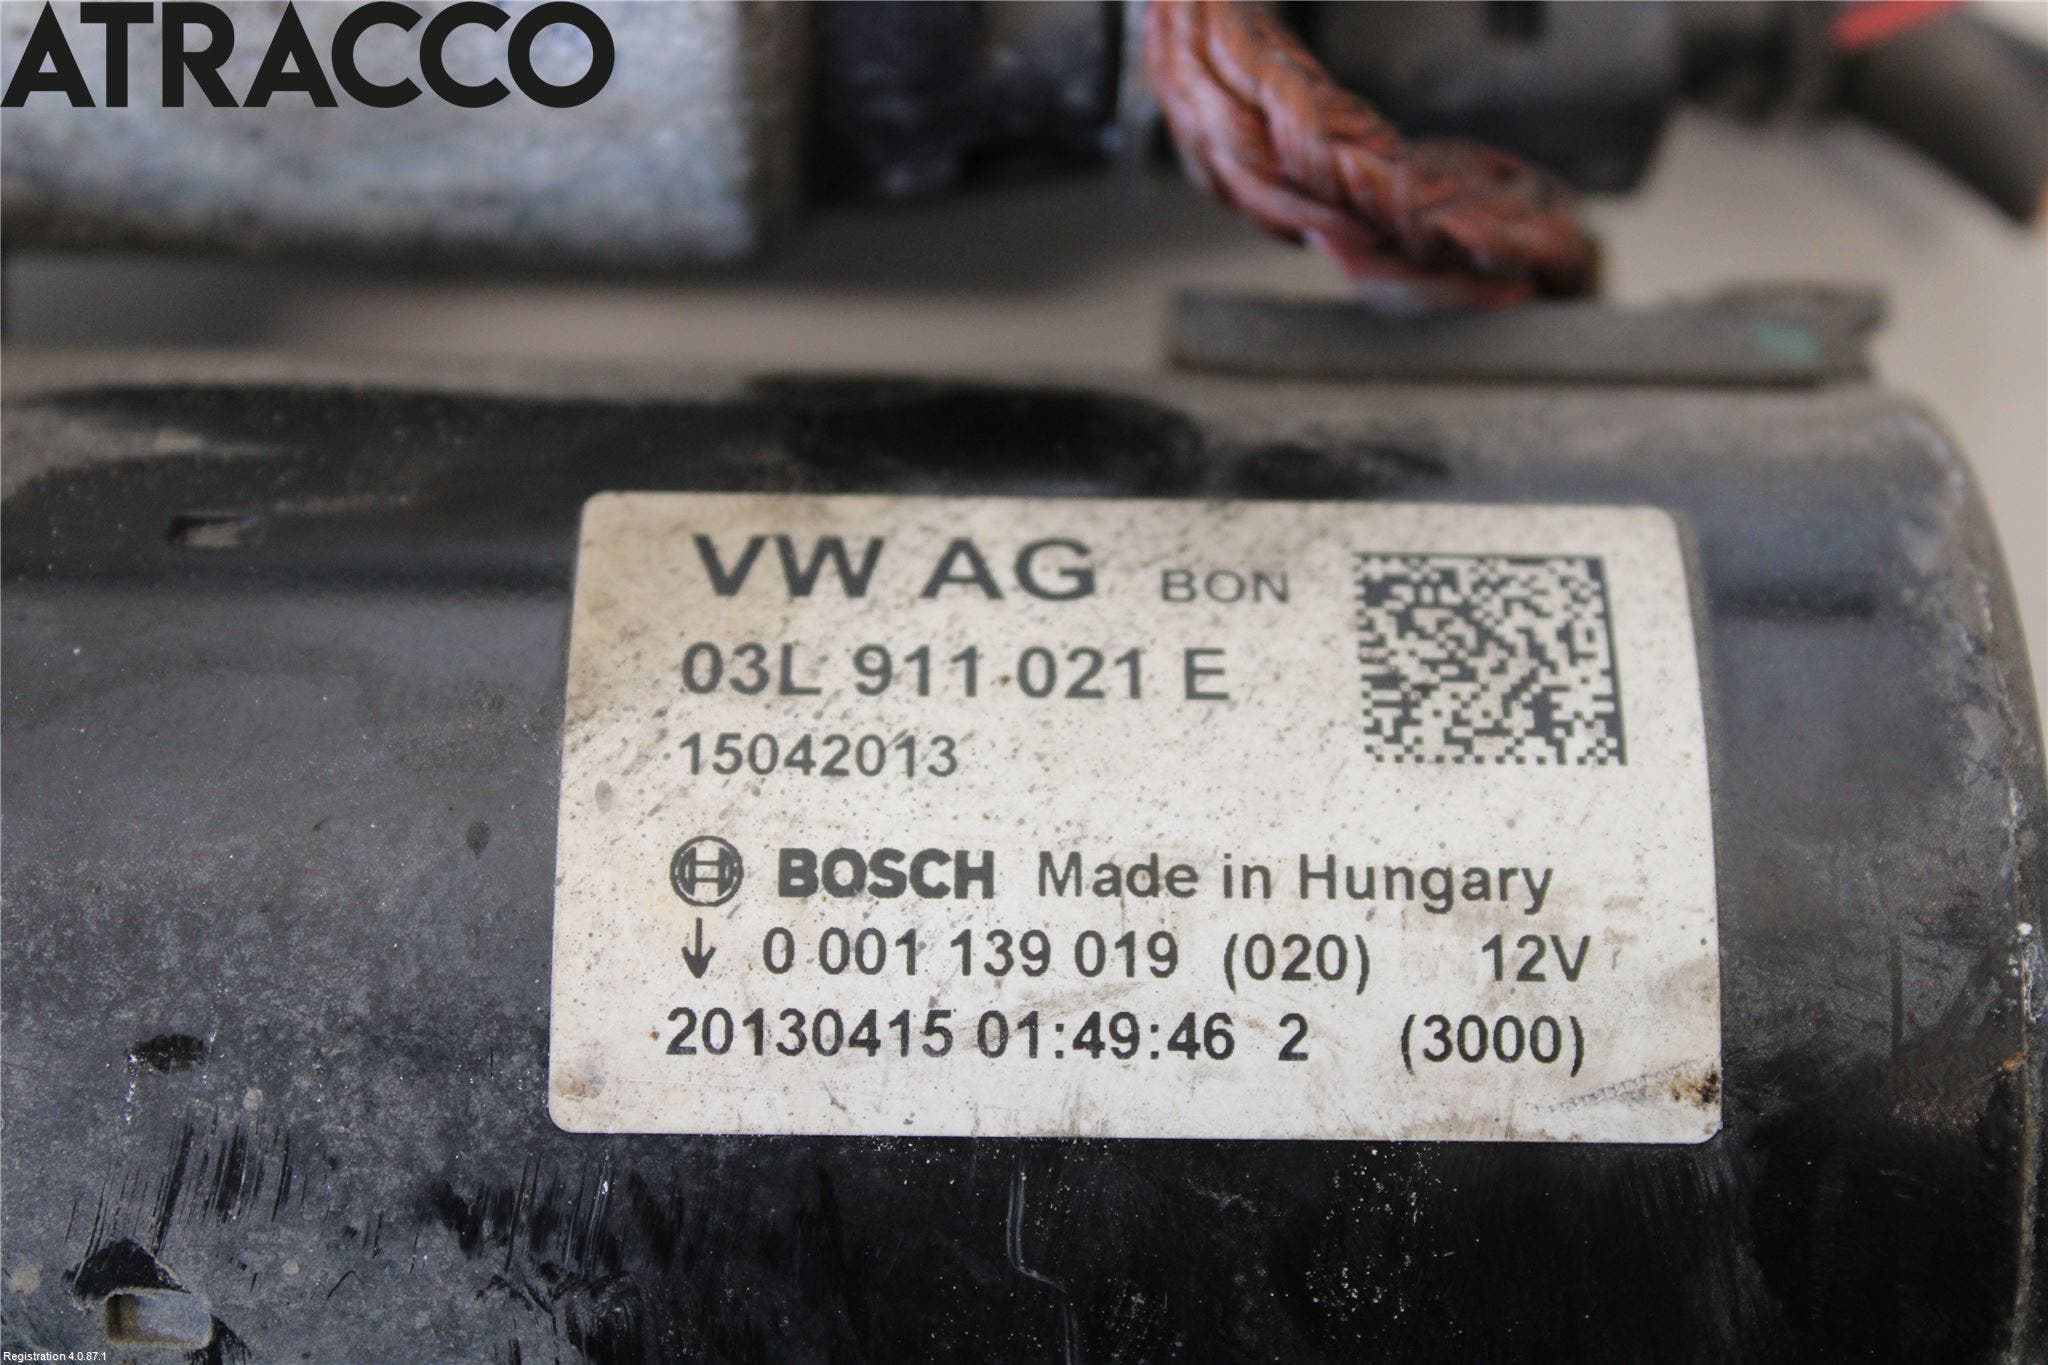 ATRACCO
VW AG BON
03L 911 021 E
15042013
BOSCH Made in Hungary
↓ 0 001 139 019 (020) 12V
20130415 01:49:46 2 (3000)
Registration 4.0.87.1